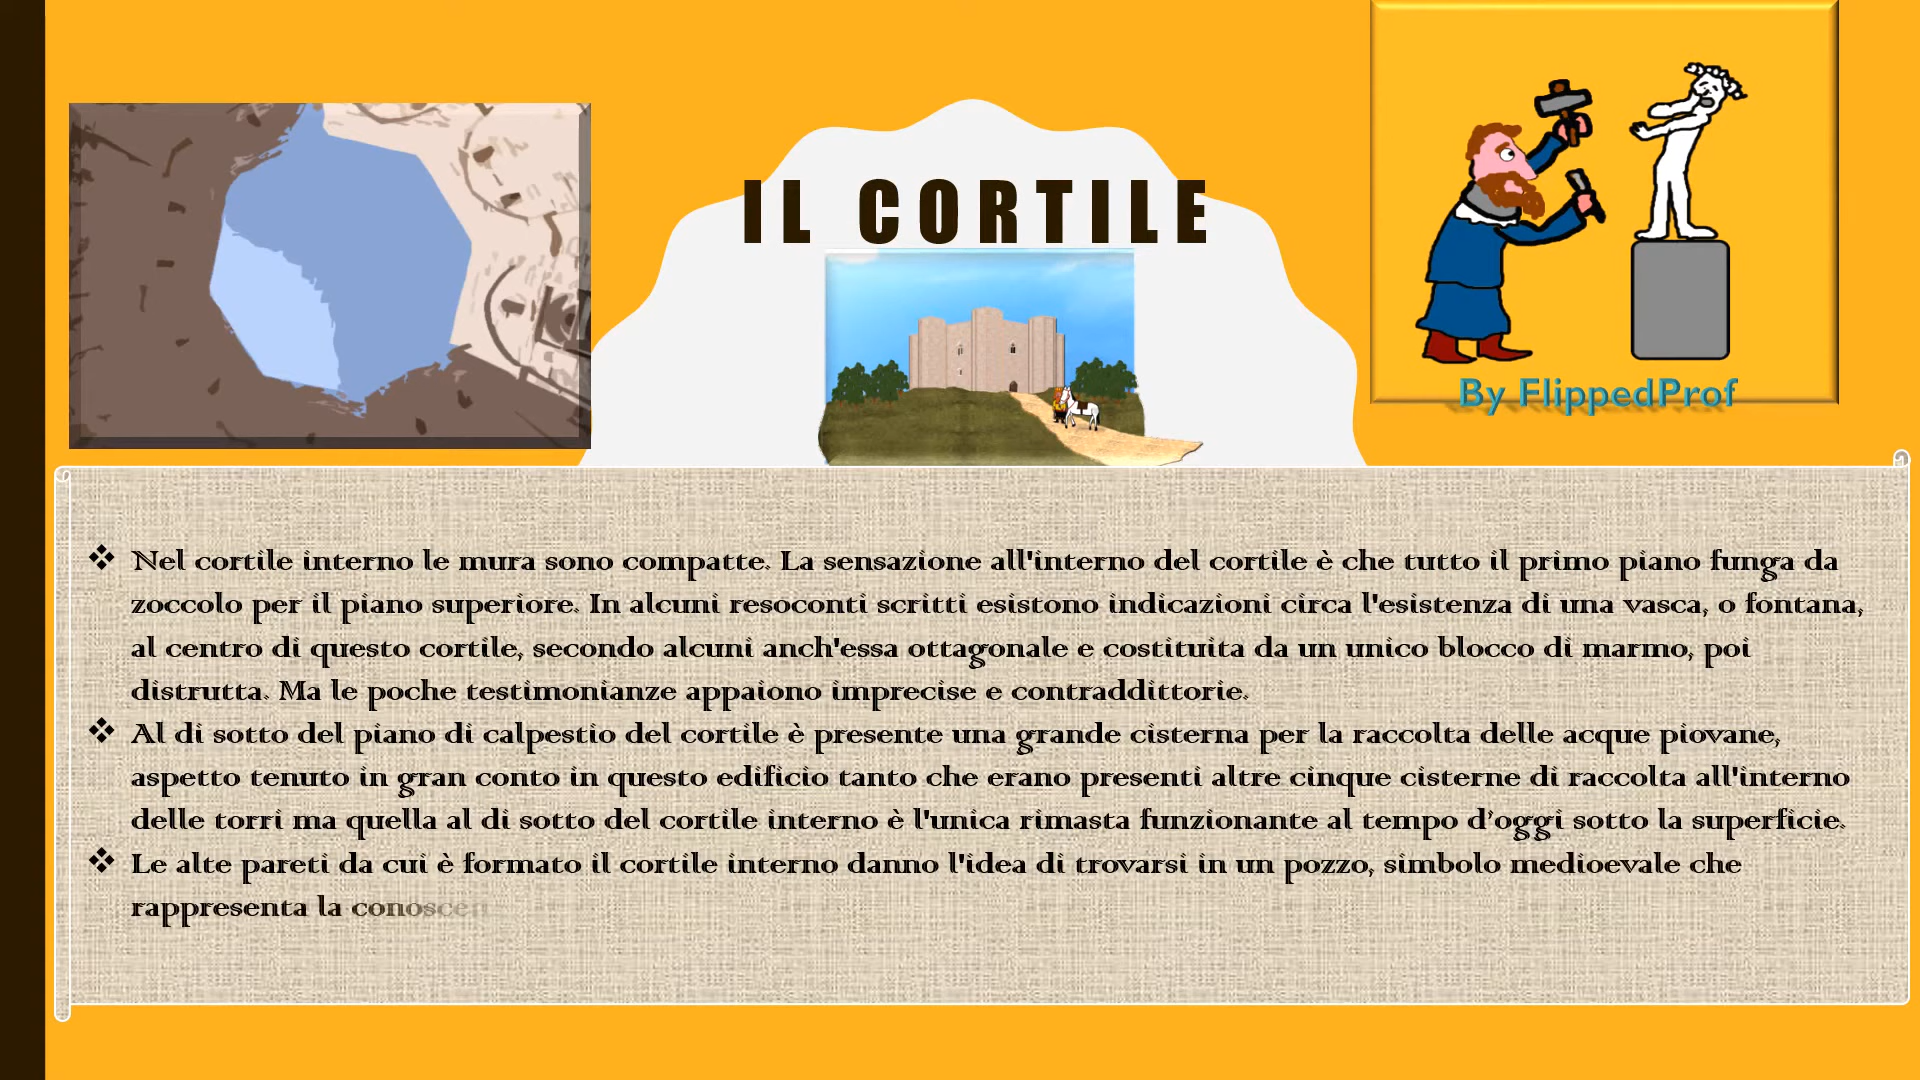 IL CORTILE
By FlippedProf
❖ Nel cortile interno le mura sono compatte. La sensazione all'interno del cortile è che tutto il primo piano funga da
zoccolo per il piano superiore. In alcuni resoconti scritti esistono indicazioni circa l'esistenza di una vasca, o fontana,
al centro di questo cortile, secondo alcuni anch'essa ottagonale e costituita da un unico blocco di marmo, poi
distrutta. Ma le poche testimonianze appaiono imprecise e contraddittorie.
❖ Al di sotto del piano di calpestio del cortile è presente una grande cisterna per la raccolta delle acque piovane,
aspetto tenuto in gran conto in questo edificio tanto che erano presenti altre cinque cisterne di raccolta all'interno
delle torri ma quella al di sotto del cortile interno è l'unica rimasta funzionante al tempo d'oggi sotto la superficie.
❖ Le alte pareti da cui è formato il cortile interno danno l'idea di trovarsi in un pozzo, simbolo medioevale che
rappresenta la conoscen